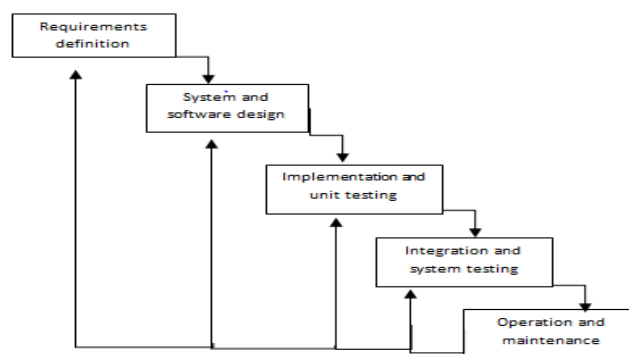 Requirements
definition
System and
software design
Implementation and
unit testing
Integration and
system testing
Operation and
maintenance